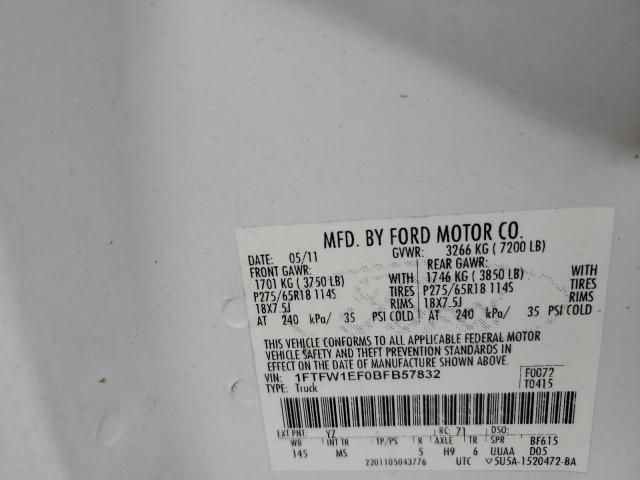 MFD. BY FORD MOTOR CO.
DATE: 05/11 GVWR: 3266 KG ( 7200 LB)
FRONT GAWR: REAR GAWR:
1701 KG ( 3750 LB) WITH 1746 KG ( 3850 LB) WITH
P275/65R18 114S TIRES P275/65R18 114S TIRES
18X7.5J RIMS 18X7.5J RIMS
AT 240 kPa/ 35 PSI COLD AT 240 kPa/ 35 PSI COLD
THIS VEHICLE CONFORMS TO ALL APPLICABLE FEDERAL MOTOR
VEHICLE SAFETY AND THEFT PREVENTION STANDARDS IN
EFFECT ON THE DATE OF MANUFACTURE SHOWN ABOVE.
VIN: 1FTFW1EF0BFB57832 F0072
TYPE: Truck T0415
EXT PNT YZ RC: 71 DSO:
WB INT TR TP/PS R AXLE TR SPR BF615
145 MS 5 H9 6 UUAA D05
2201105043776 UTC 5U5A-1520472-BA